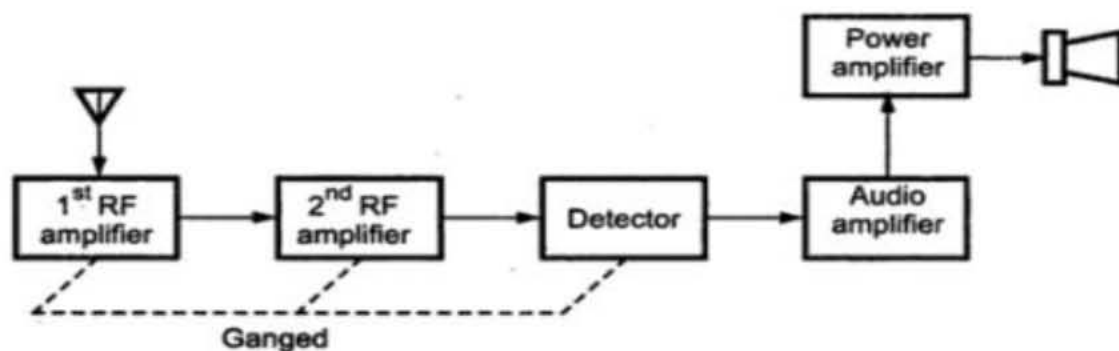 1st RF
amplifier
2nd RF
amplifier
Detector
Audio
amplifier
Power
amplifier
Ganged